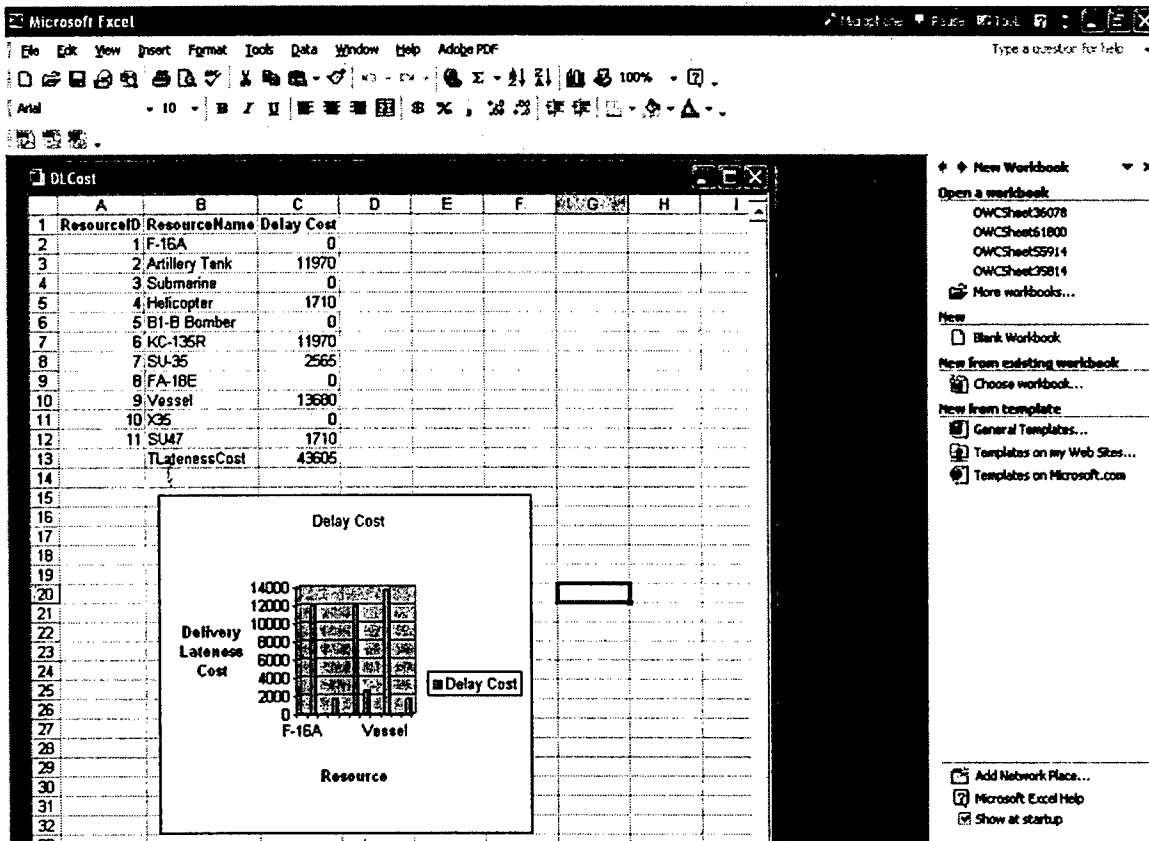 Microsoft Excel
File Edit View Insert Format Tools Data Window Help Adobe PDF
Type a question for help
100%
Arial 10 B I U $ % ,
DLCost
A B C D E F G H I
1 ResourceID ResourceName Delay Cost
2 1 F-16A 0
3 2 Artillery Tank 11970
4 3 Submarine 0
5 4 Helicopter 1710
6 5 B1-B Bomber 0
7 6 KC-135R 11970
8 7 SU-35 2565
9 8 FA-18E 0
10 9 Vessel 13680
11 10 X35 0
12 11 SU47 1710
13 TLatenessCost 43605
14
15
16
17
18
19
20
21
22
23
24
25
26
27
28
29
30
31
32
Delay Cost
14000
12000
10000
8000
6000
4000
2000
0
Delivery
Lateness
Cost
F-16A Vessel
Resource
Delay Cost
New Workbook
Open a workbook
OWCSheet36078
OWCSheet61800
OWCSheet55914
OWCSheet35814
More workbooks...
New
Blank Workbook
New from existing workbook
Choose workbook...
New from template
General Templates...
Templates on my Web Sites...
Templates on Microsoft.com
Add Network Place...
Microsoft Excel Help
Show at startup